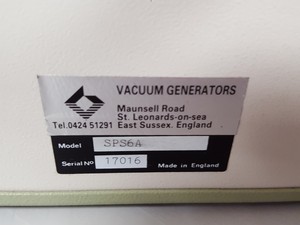 VACUUM GENERATORS
Maunsell Road
St. Leonards-on-sea
Tel.0424 51291 East Sussex. England
Model SPS6A
Serial Nº 17016 Made in England